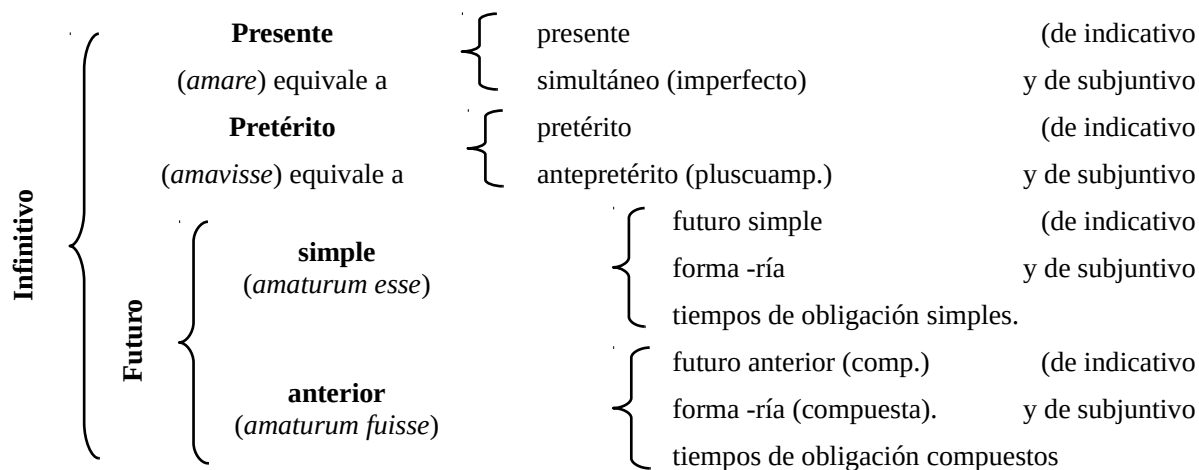 Infinitivo
Presente
(amare) equivale a
presente (de indicativo
simultáneo (imperfecto) y de subjuntivo
Pretérito
(amavisse) equivale a
pretérito (de indicativo
antepretérito (pluscuamp.) y de subjuntivo
Futuro
simple
(amaturum esse)
futuro simple (de indicativo
forma -ría y de subjuntivo
tiempos de obligación simples.
anterior
(amaturum fuisse)
futuro anterior (comp.) (de indicativo
forma -ría (compuesta). y de subjuntivo
tiempos de obligación compuestos